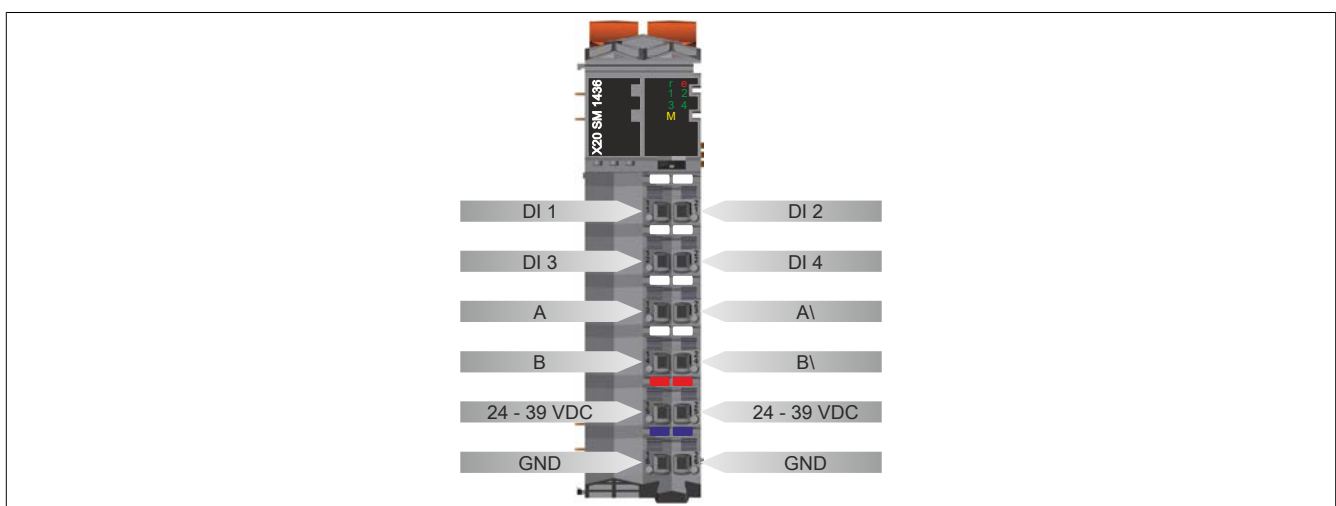 X20 SM 1436
r e
1 2
3 4
M
DI 1 DI 2
DI 3 DI 4
A A\
B B\
24 - 39 VDC 24 - 39 VDC
GND GND